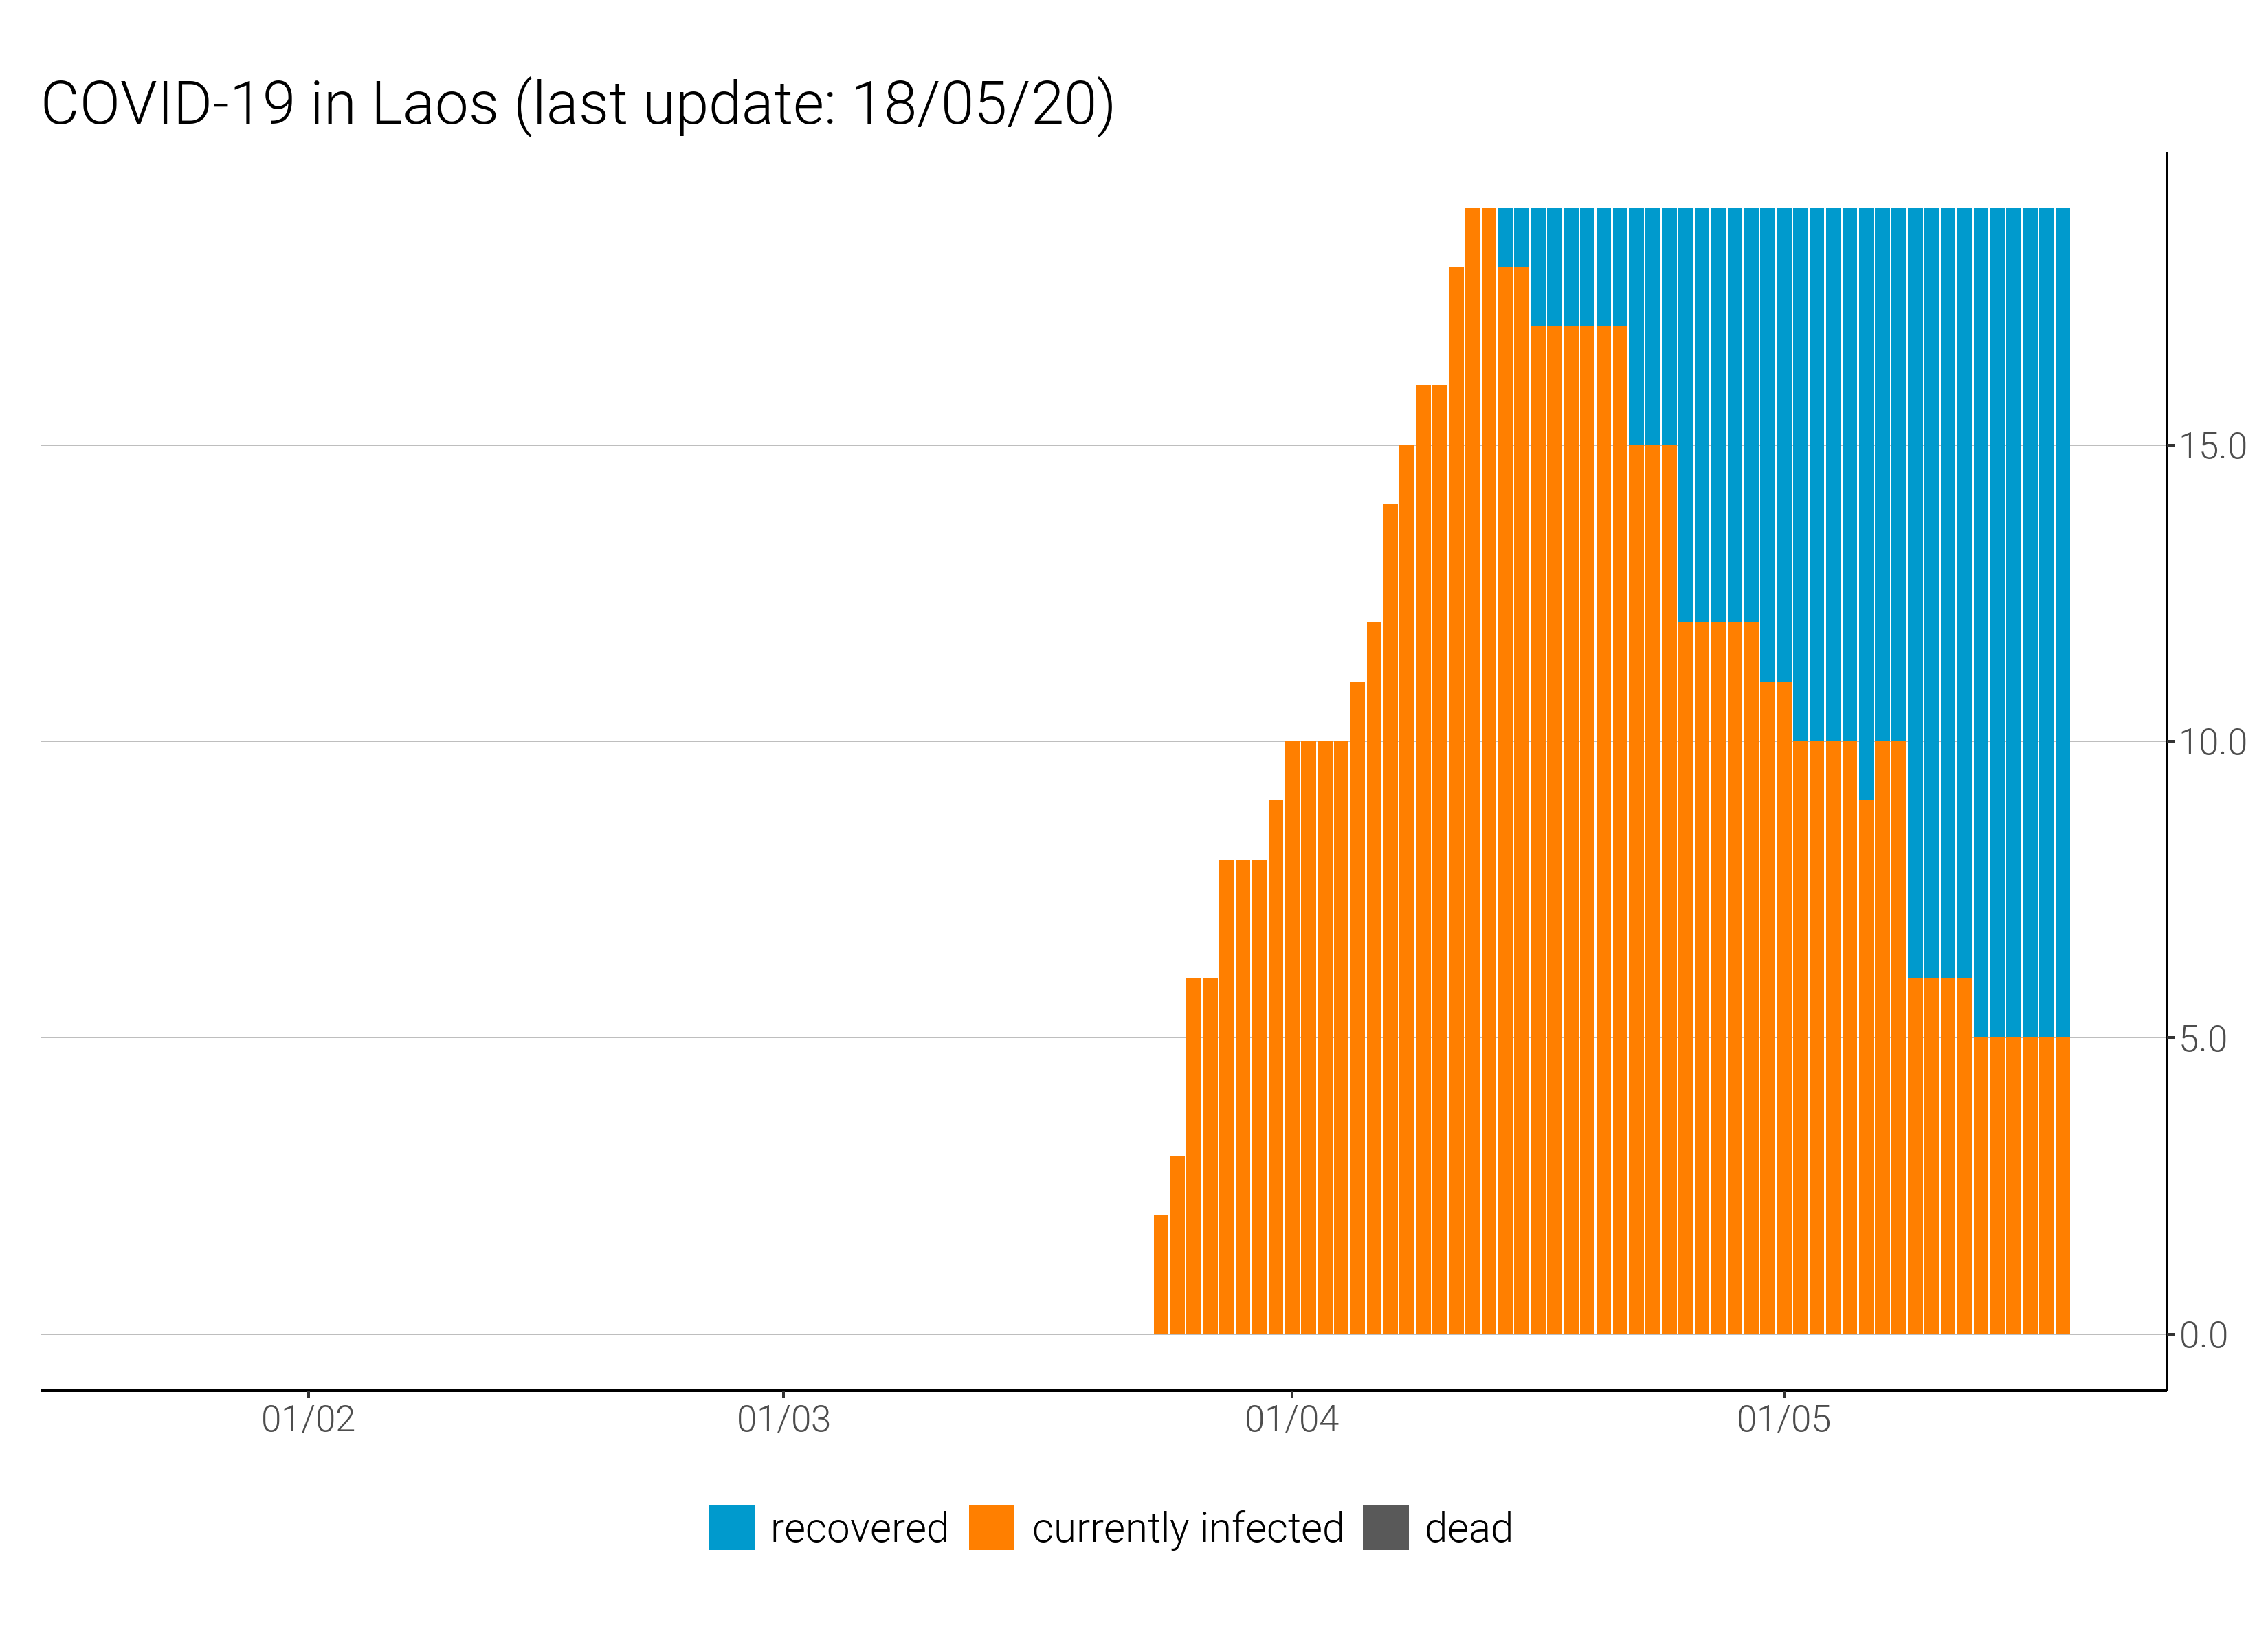 COVID-19 in Laos (last update: 18/05/20)
15.0
10.0
5.0
0.0
01/02 01/03 01/04 01/05
recovered currently infected dead